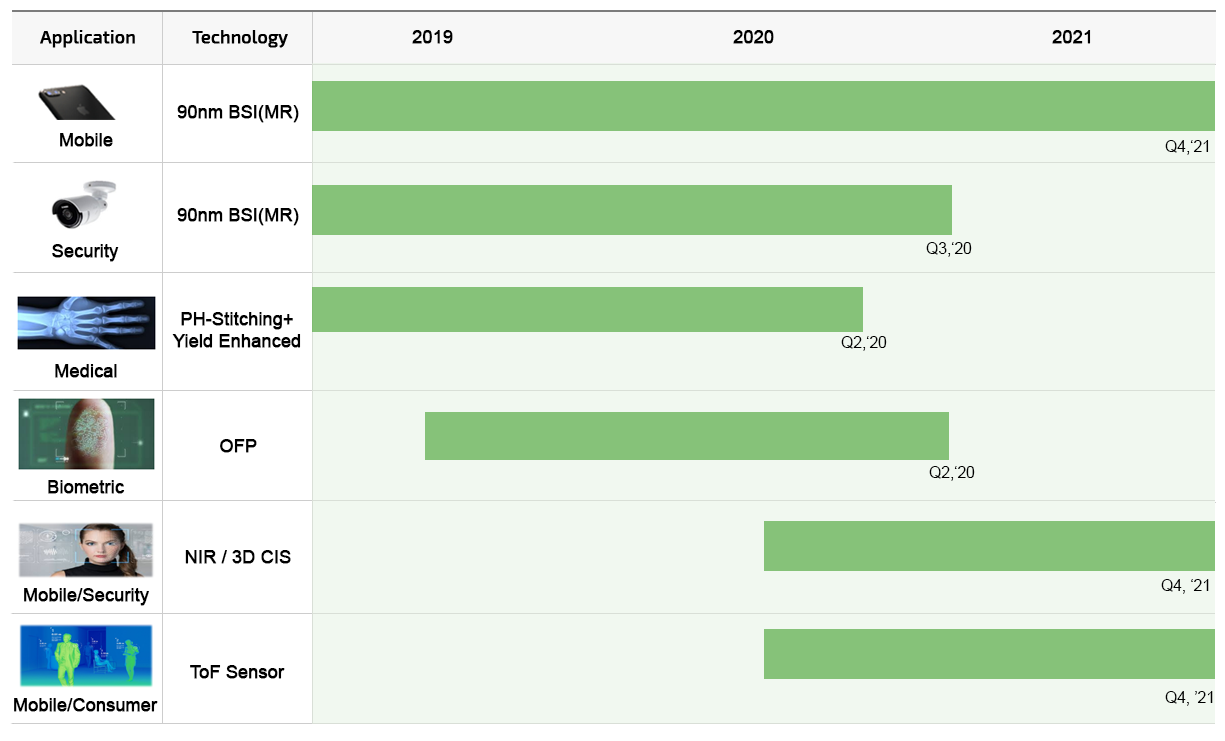 Application Technology 2019 2020 2021
Mobile
90nm BSI(MR)
Q4,‘21
Security
90nm BSI(MR)
Q3,‘20
Medical
PH-Stitching+
Yield Enhanced
Q2,‘20
Biometric
OFP
Q2,‘20
Mobile/Security
NIR / 3D CIS
Q4, ‘21
Mobile/Consumer
ToF Sensor
Q4, ’21